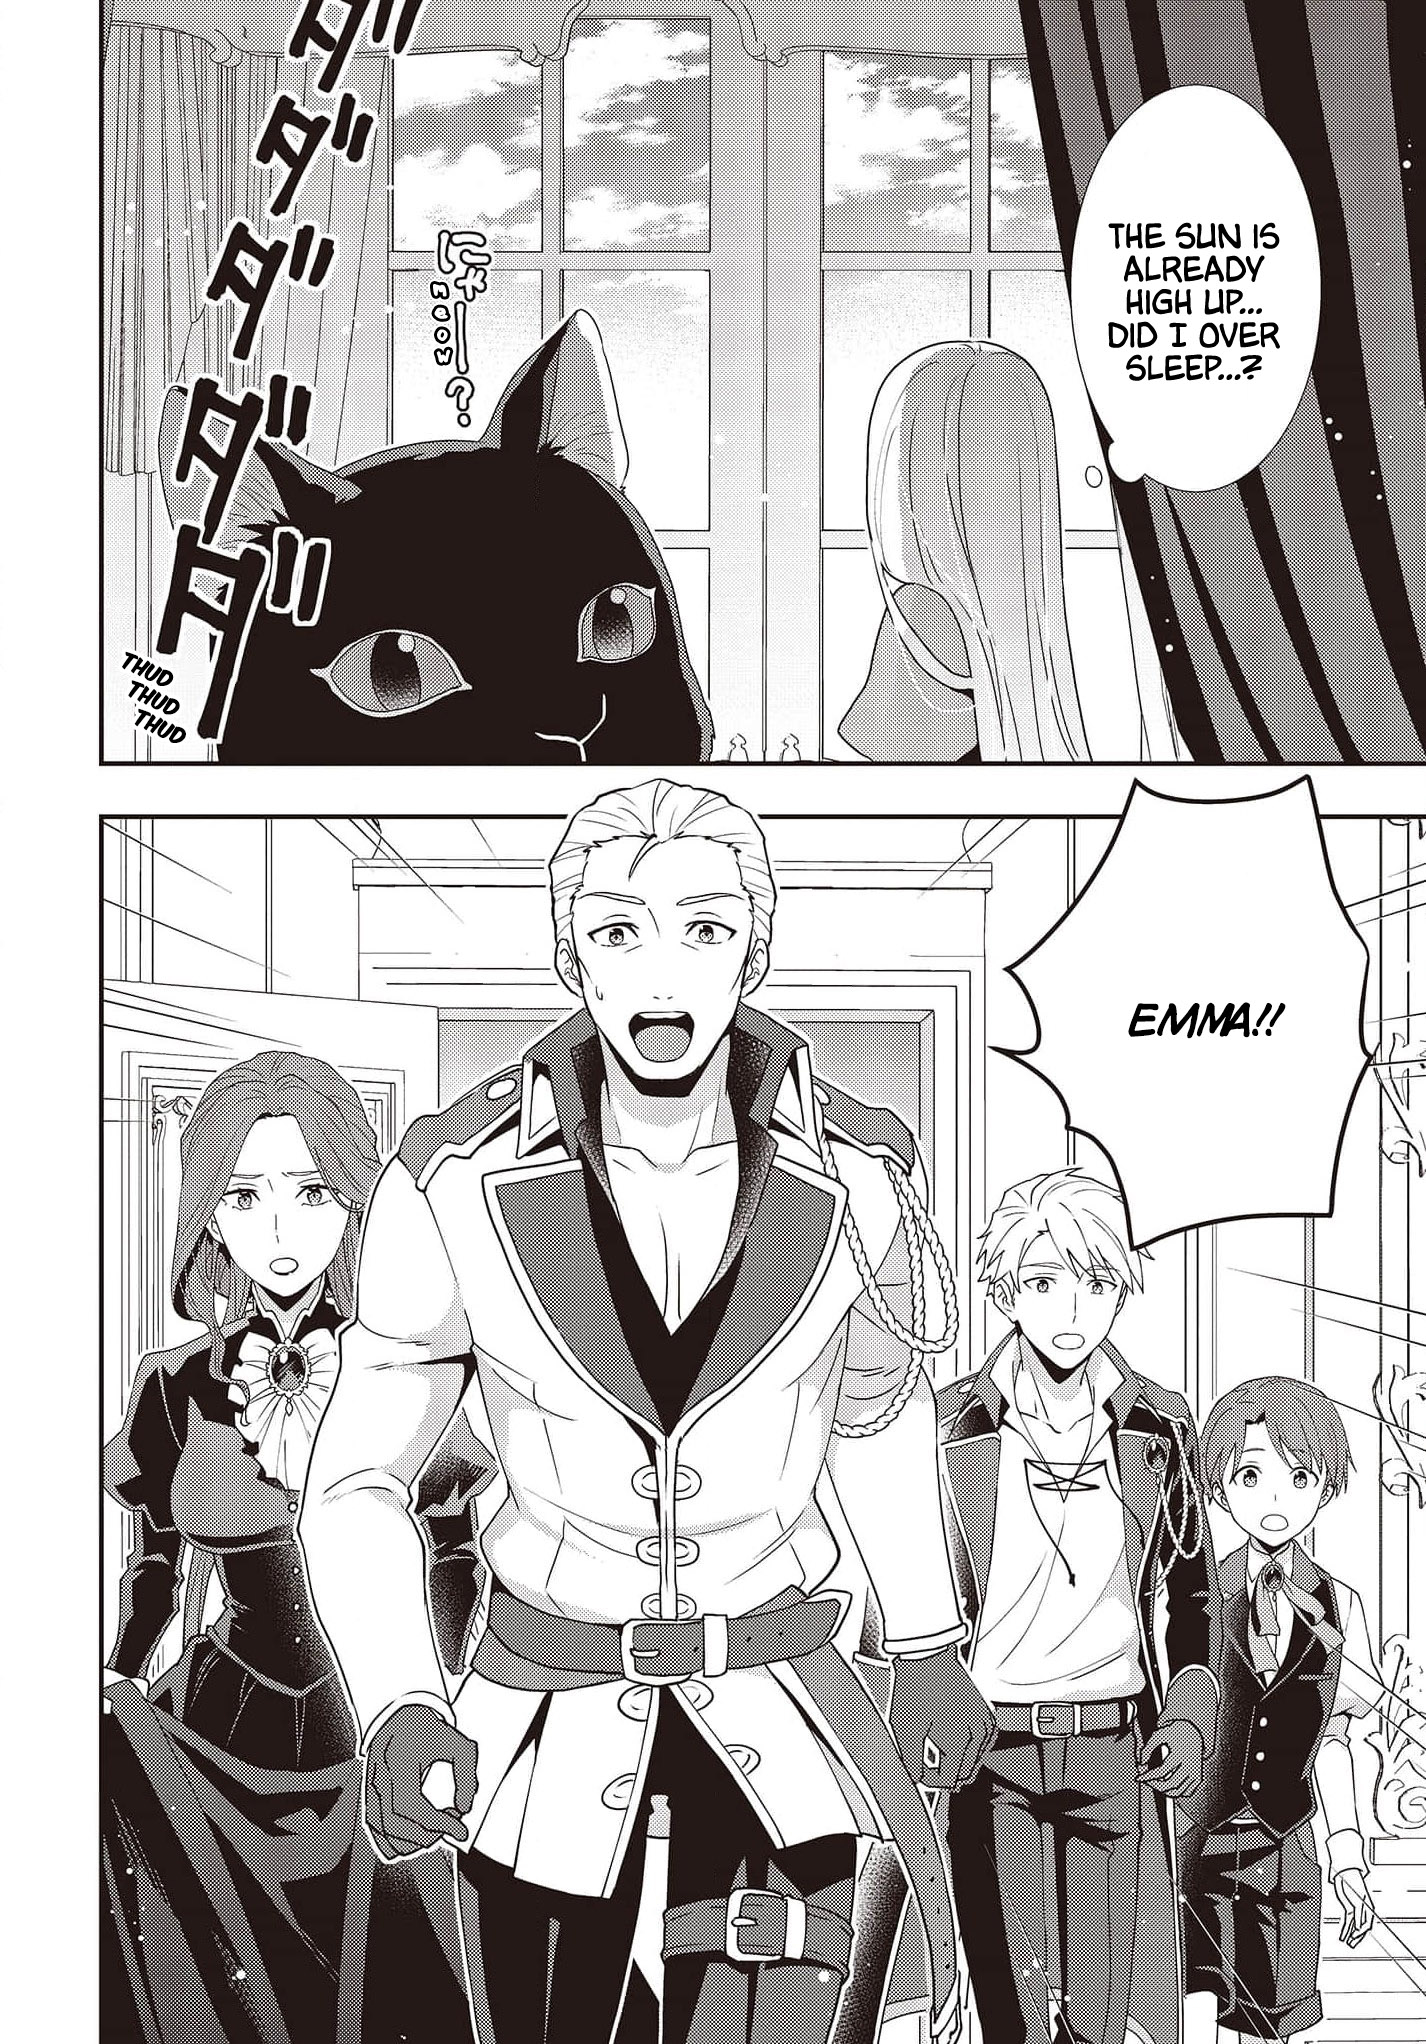 THE SUN IS
ALREADY
HIGH UP...
DID I OVER
SLEEP...?
にゃー?
MEOW
ダダダダダダ
THUD
THUD
THUD
EMMA!!